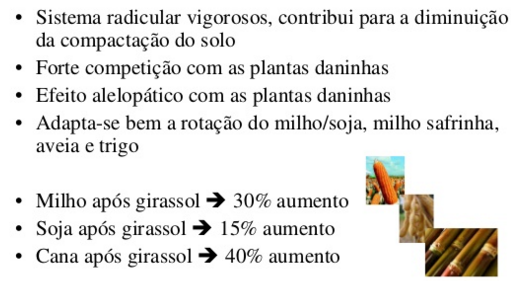 • Sistema radicular vigorosos, contribui para a diminuição
da compactação do solo
• Forte competição com as plantas daninhas
• Efeito alelopático com as plantas daninhas
• Adapta-se bem a rotação do milho/soja, milho safrinha,
aveia e trigo
• Milho após girassol ➔ 30% aumento
• Soja após girassol ➔ 15% aumento
• Cana após girassol ➔ 40% aumento